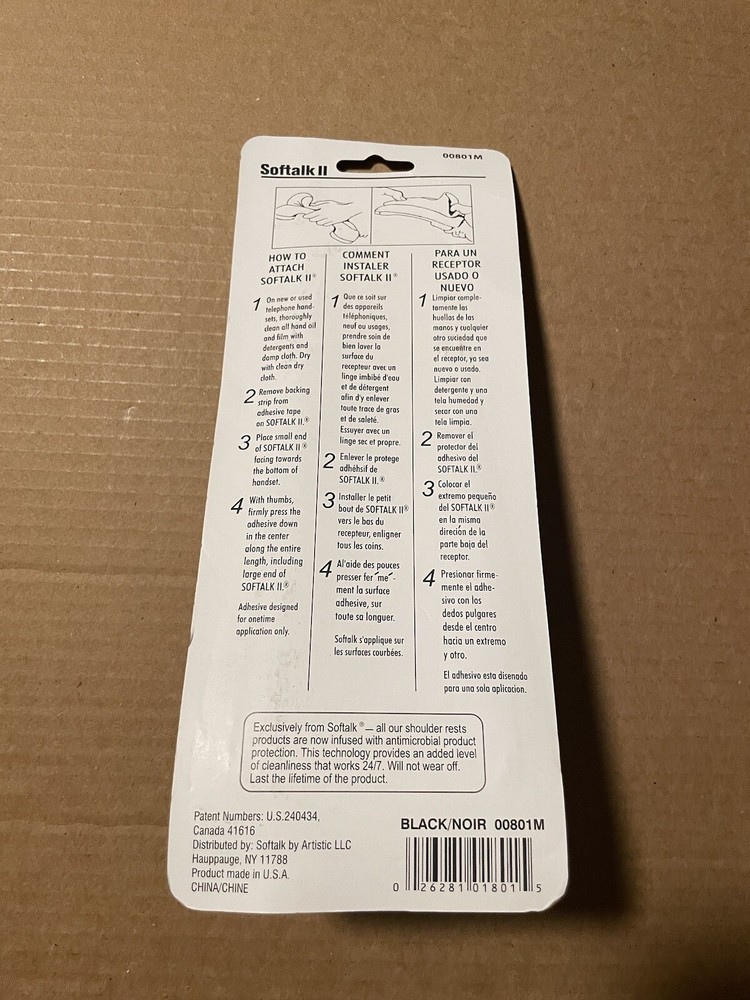 Softalk II
00801M
HOW TO
ATTACH
SOFTALK II®
1 On new or used
telephone hand-
sets, thoroughly
clean all hand oil
and film with
detergents and
damp cloth. Dry
with clean dry
cloth.
2 Remove backing
strip from
adhesive tape
on SOFTALK II.®
3 Place small end
of SOFTALK II®
facing towards
the bottom of
handset.
4 With thumbs,
firmly press the
adhesive down
in the center
along the entire
length, including
large end of
SOFTALK II.®
Adhesive designed
for onetime
application only.
COMMENT
INSTALER
SOFTALK II®
1 Que ce soit sur
des appareils
téléphoniques,
neuf ou usages,
prendre soin de
bien laver la
surface du
recepteur avec un
linge imbibé d'eau
et de détergent
afin d'y enlever
toute trace de gras
et de saleté.
Essuyer avec un
linge sec et propre.
2 Enlever le protege
adhéhsif de
SOFTALK II.®
3 Installer le petit
bout de SOFTALK II®
vers le bas du
recepteur, enligner
tous les coins.
4 Al'aide des pouces
presser fer´me´-
ment la surface
adhesive, sur
toute sa longuer.
Softalk s'applique sur
les surfaces courbées.
PARA UN
RECEPTOR
USADO O
NUEVO
1 Limpiar comple-
tamente las
huellas de las
manos y cualquier
otro suciedad que
se encuentre en
el receptor, ya sea
nuevo o usado.
Limpiar con
detergente y una
tela humedad y
secar con una
tela limpia.
2 Remover el
protector del
adhesivo del
SOFTALK II.®
3 Colocar el
extremo pequeño
del SOFTALK II®
en la misma
direción de la
parte baja del
receptor.
4 Presionar firme-
mente el adhe-
sivo con los
dedos pulgares
desde el centro
hacia un extremo
y otro.
El adhesivo esta disenado
para una sola aplicacion.
Exclusively from Softalk® — all our shoulder rests
products are now infused with antimicrobial product
protection. This technology provides an added level
of cleanliness that works 24/7. Will not wear off.
Last the lifetime of the product.
Patent Numbers: U.S.240434,
Canada 41616
Distributed by: Softalk by Artistic LLC
Hauppauge, NY 11788
Product made in U.S.A.
CHINA/CHINE
BLACK/NOIR 00801M
0 26281 01801 5